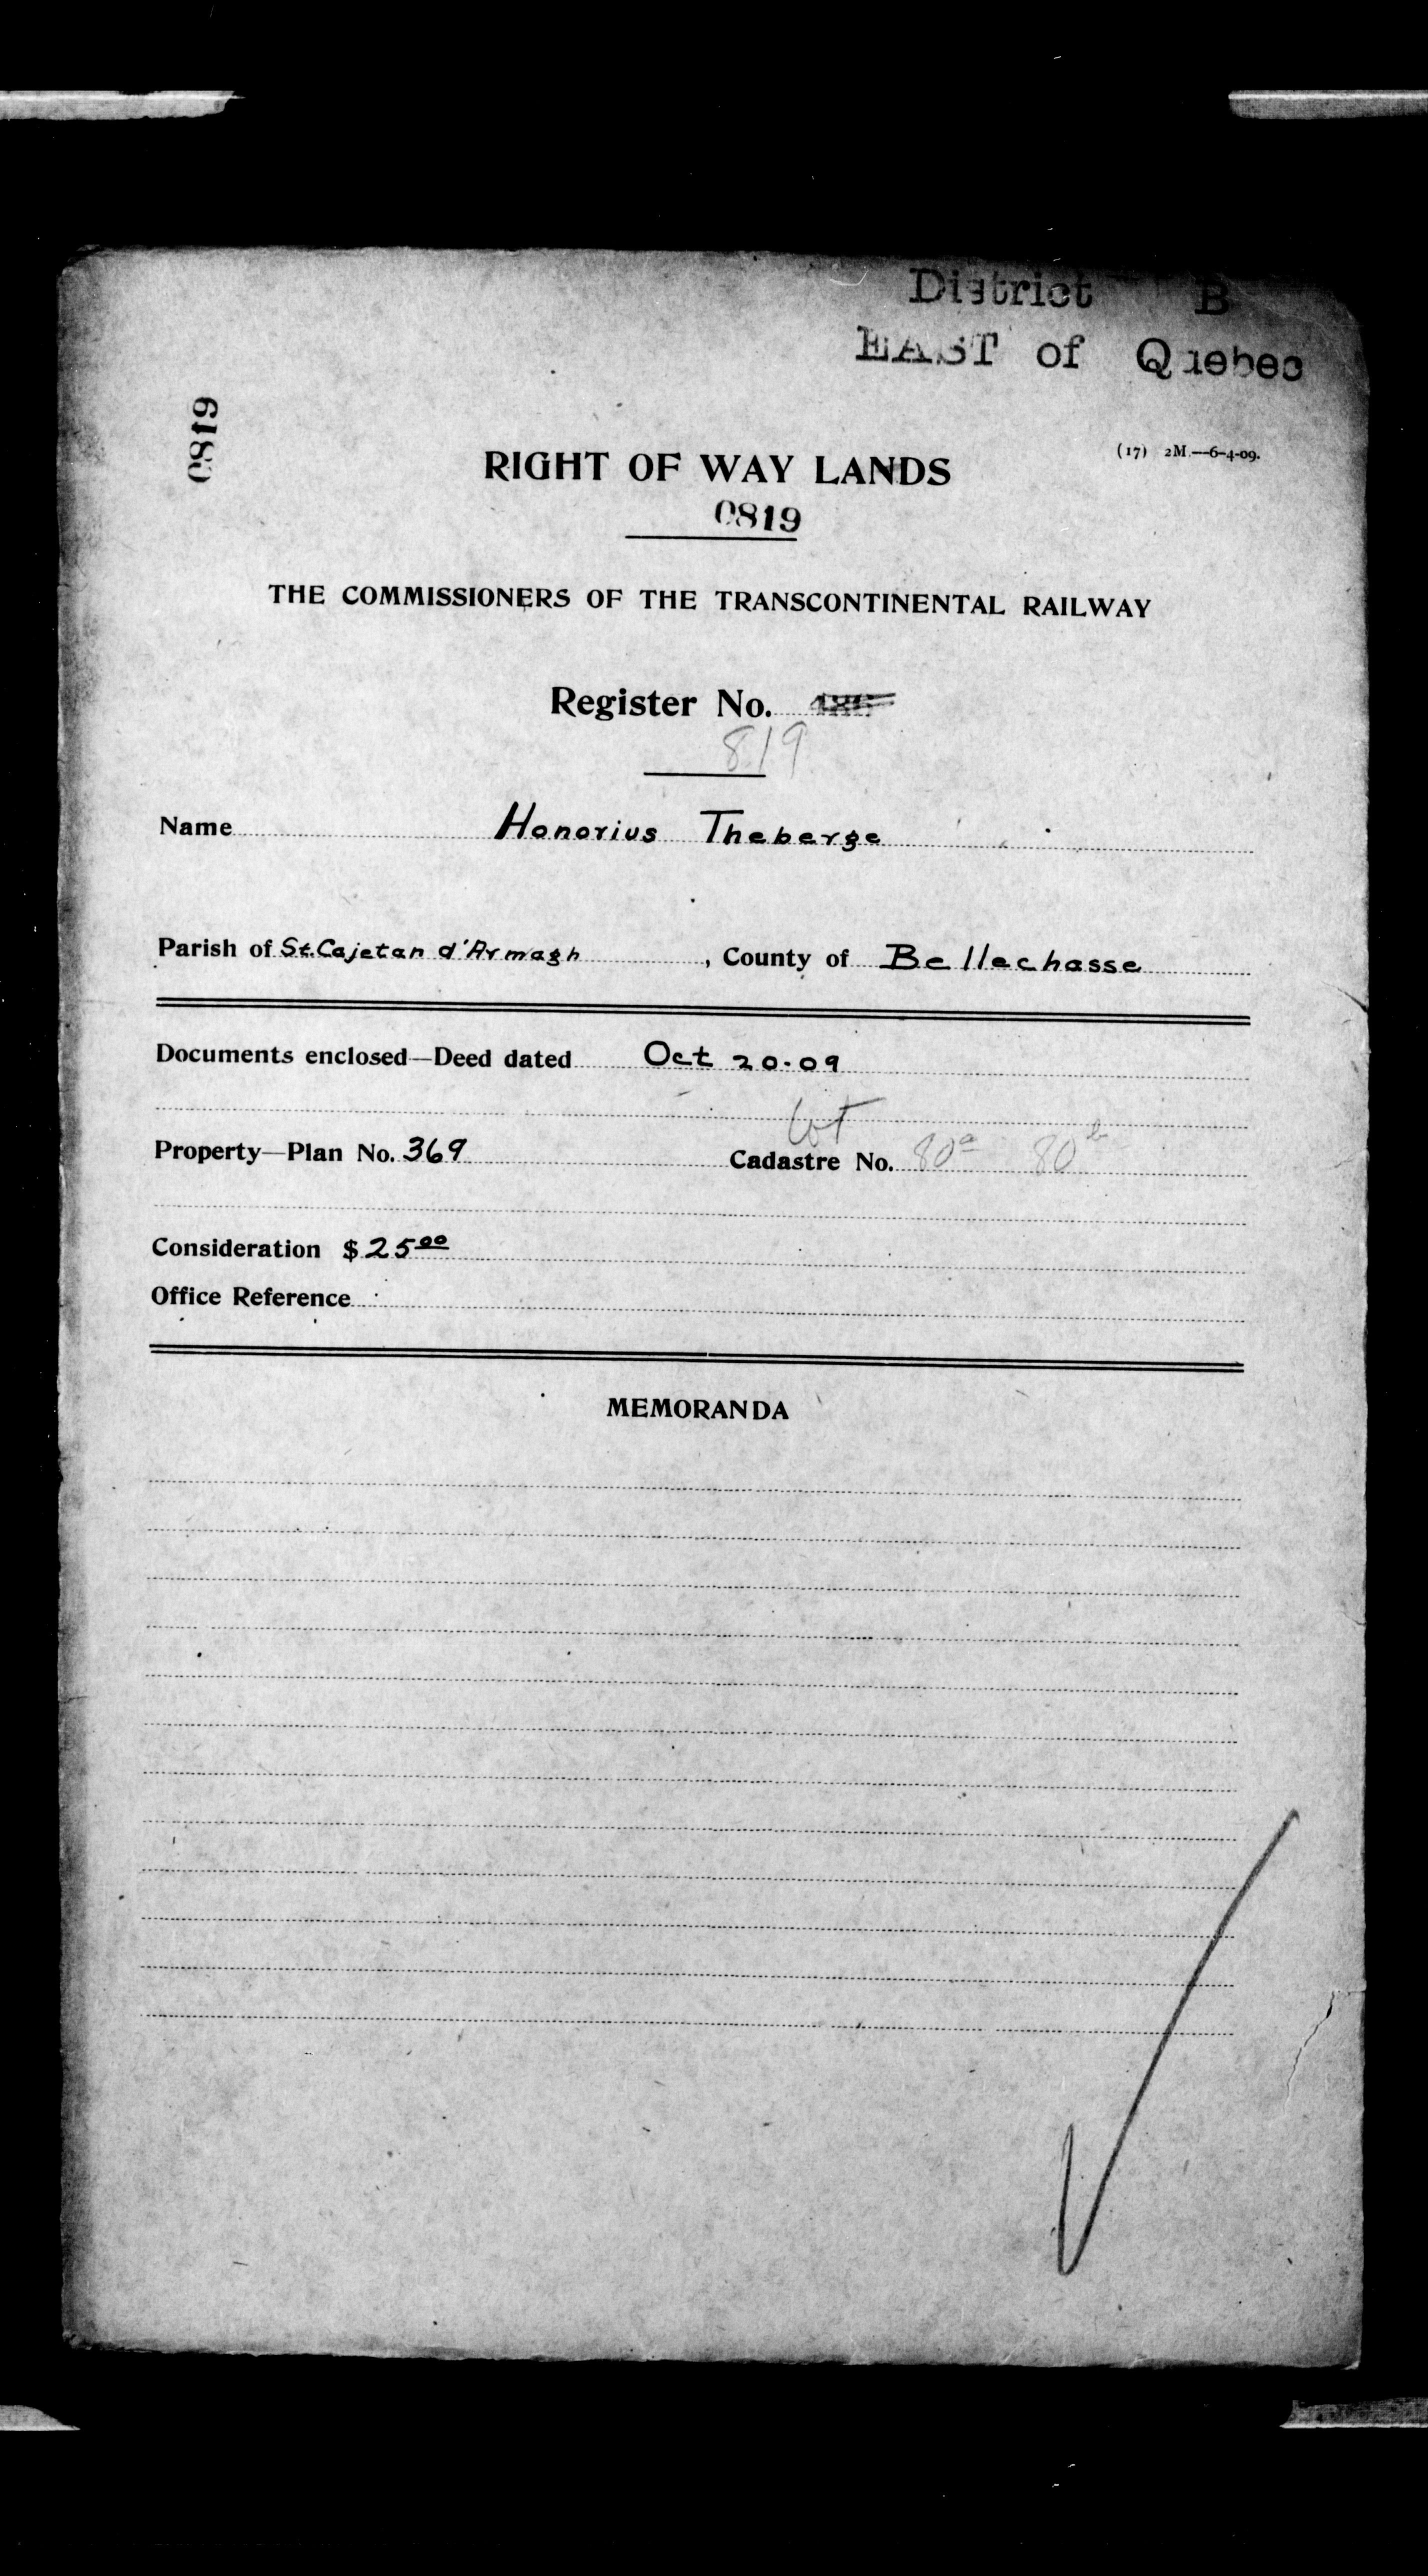 District B
EAST of Quebec
0819
(17) 2M.—6-4-09.
RIGHT OF WAY LANDS
0819
THE COMMISSIONERS OF THE TRANSCONTINENTAL RAILWAY
Register No.
819
Name Honorius Theberge
Parish of St. Cajetan d'Armagh, County of Bellechasse
Documents enclosed—Deed dated Oct 20.09
Lot
Property—Plan No. 369 Cadastre No. 80a 80b
Consideration $ 25.00
Office Reference
MEMORANDA